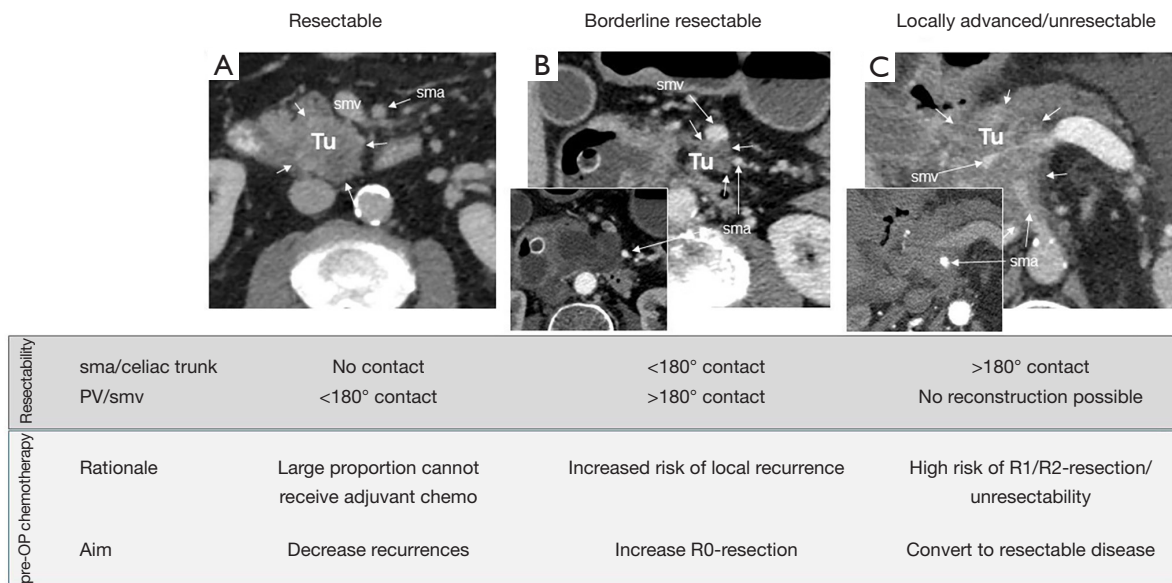 Resectable
Borderline resectable
Locally advanced/unresectable
A
smv
sma
Tu
B
smv
Tu
sma
C
Tu
smv
sma
Resectability
sma/celiac trunk
No contact
<180° contact
>180° contact
PV/smv
<180° contact
>180° contact
No reconstruction possible
pre-OP chemotherapy
Rationale
Large proportion cannot
receive adjuvant chemo
Increased risk of local recurrence
High risk of R1/R2-resection/
unresectability
Aim
Decrease recurrences
Increase R0-resection
Convert to resectable disease